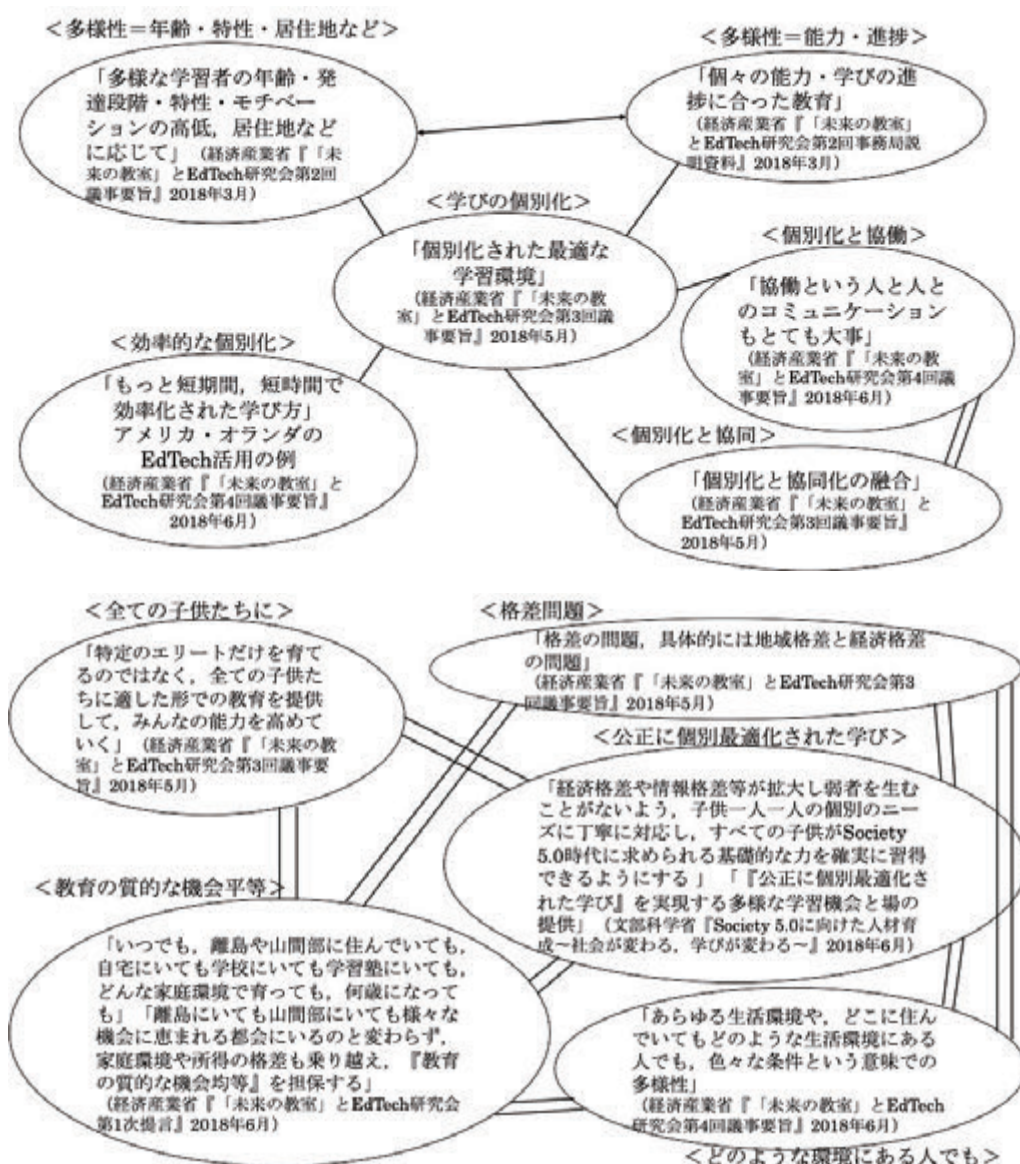 ＜多様性＝年齢・特性・居住地など＞
「多様な学習者の年齢・発
達段階・特性・モチベー
ションの高低，居住地など
に応じて」（経済産業省『「未
来の教室」とEdTech研究会第2回
議事要旨』2018年3月）
＜多様性＝能力・進捗＞
「個々の能力・学びの進
捗に合った教育」
（経済産業省『「未来の教室」
とEdTech研究会第2回事務局説
明資料』2018年3月）
＜学びの個別化＞
「個別化された最適な
学習環境」
（経済産業省『「未来の教
室」とEdTech研究会第3回議
事要旨』2018年5月）
＜個別化と協働＞
「協働という人と人と
のコミュニケーション
もとても大事」
（経済産業省『「未来の教
室」とEdTech研究会第4回議
事要旨』2018年6月）
＜効率的な個別化＞
「もっと短期間，短時間で
効率化された学び方」
アメリカ・オランダの
EdTech活用の例
（経済産業省『「未来の教室」と
EdTech研究会第4回議事要旨』
2018年6月）
＜個別化と協同＞
「個別化と協同化の融合」
（経済産業省『「未来の教室」と
EdTech研究会第3回議事要旨』
2018年5月）
＜全ての子供たちに＞
「特定のエリートだけを育て
るのではなく，全ての子供た
ちに適した形での教育を提供
して，みんなの能力を高めて
いく」（経済産業省『「未来の教
室」とEdTech研究会第3回議事要
旨』2018年5月）
＜格差問題＞
「格差の問題，具体的には地域格差と経済格差
の問題」
（経済産業省『「未来の教室」とEdTech研究会第3
回議事要旨』2018年5月）
＜公正に個別最適化された学び＞
「経済格差や情報格差等が拡大し弱者を生む
ことがないよう，子供一人一人の個別のニー
ズに丁寧に対応し，すべての子供がSociety
5.0時代に求められる基礎的な力を確実に習得
できるようにする」「『公正に個別最適化さ
れた学び』を実現する多様な学習機会と場の
提供」（文部科学省『Society 5.0に向けた人材育
成～社会が変わる，学びが変わる～』2018年6月）
＜教育の質的な機会平等＞
「いつでも，離島や山間部に住んでいても，
自宅にいても学校にいても学習塾にいても，
どんな家庭環境で育っても，何歳になって
も」「離島にいても山間部にいても様々な
機会に恵まれる都会にいるのと変わらず，
家庭環境や所得の格差も乗り越え，『教育
の質的な機会均等』を担保する」
（経済産業省『「未来の教室」とEdTech研究会
第1次提言』2018年6月）
「あらゆる生活環境や，どこに住ん
でいてもどのような生活環境にある
人でも，色々な条件という意味での
多様性」
（経済産業省『「未来の教室」とEdTech
研究会第4回議事要旨』2018年6月）
＜どのような環境にある人でも＞